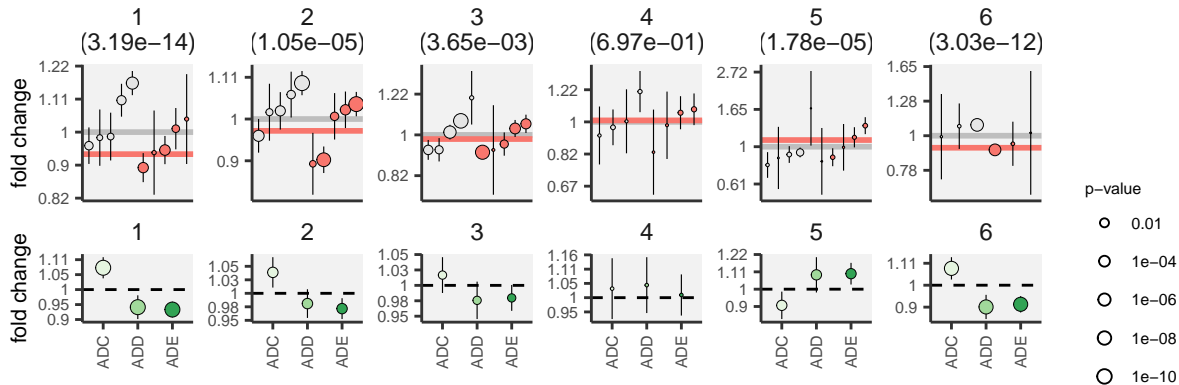 1 2 3 4 5 6
(3.19e−14) (1.05e−05) (3.65e−03) (6.97e−01) (1.78e−05) (3.03e−12)
fold change
1.22 1.11 1 0.9 0.82
1.11 1 0.9
1.22 1 0.82
1.22 1 0.82 0.67
2.72 1.65 1 0.61
1.65 1.28 1 0.78
1 2 3 4 5 6
fold change
1.11 1.05 1 0.95 0.9
1.05 1.03 1 0.98 0.95
1.05 1.03 1 0.98 0.95
1.16 1.11 1.05 1 0.95
1.22 1.11 1 0.9
1.11 1 0.9
ADC ADD ADE ADC ADD ADE ADC ADD ADE ADC ADD ADE ADC ADD ADE ADC ADD ADE
p−value
0.01
1e−04
1e−06
1e−08
1e−10